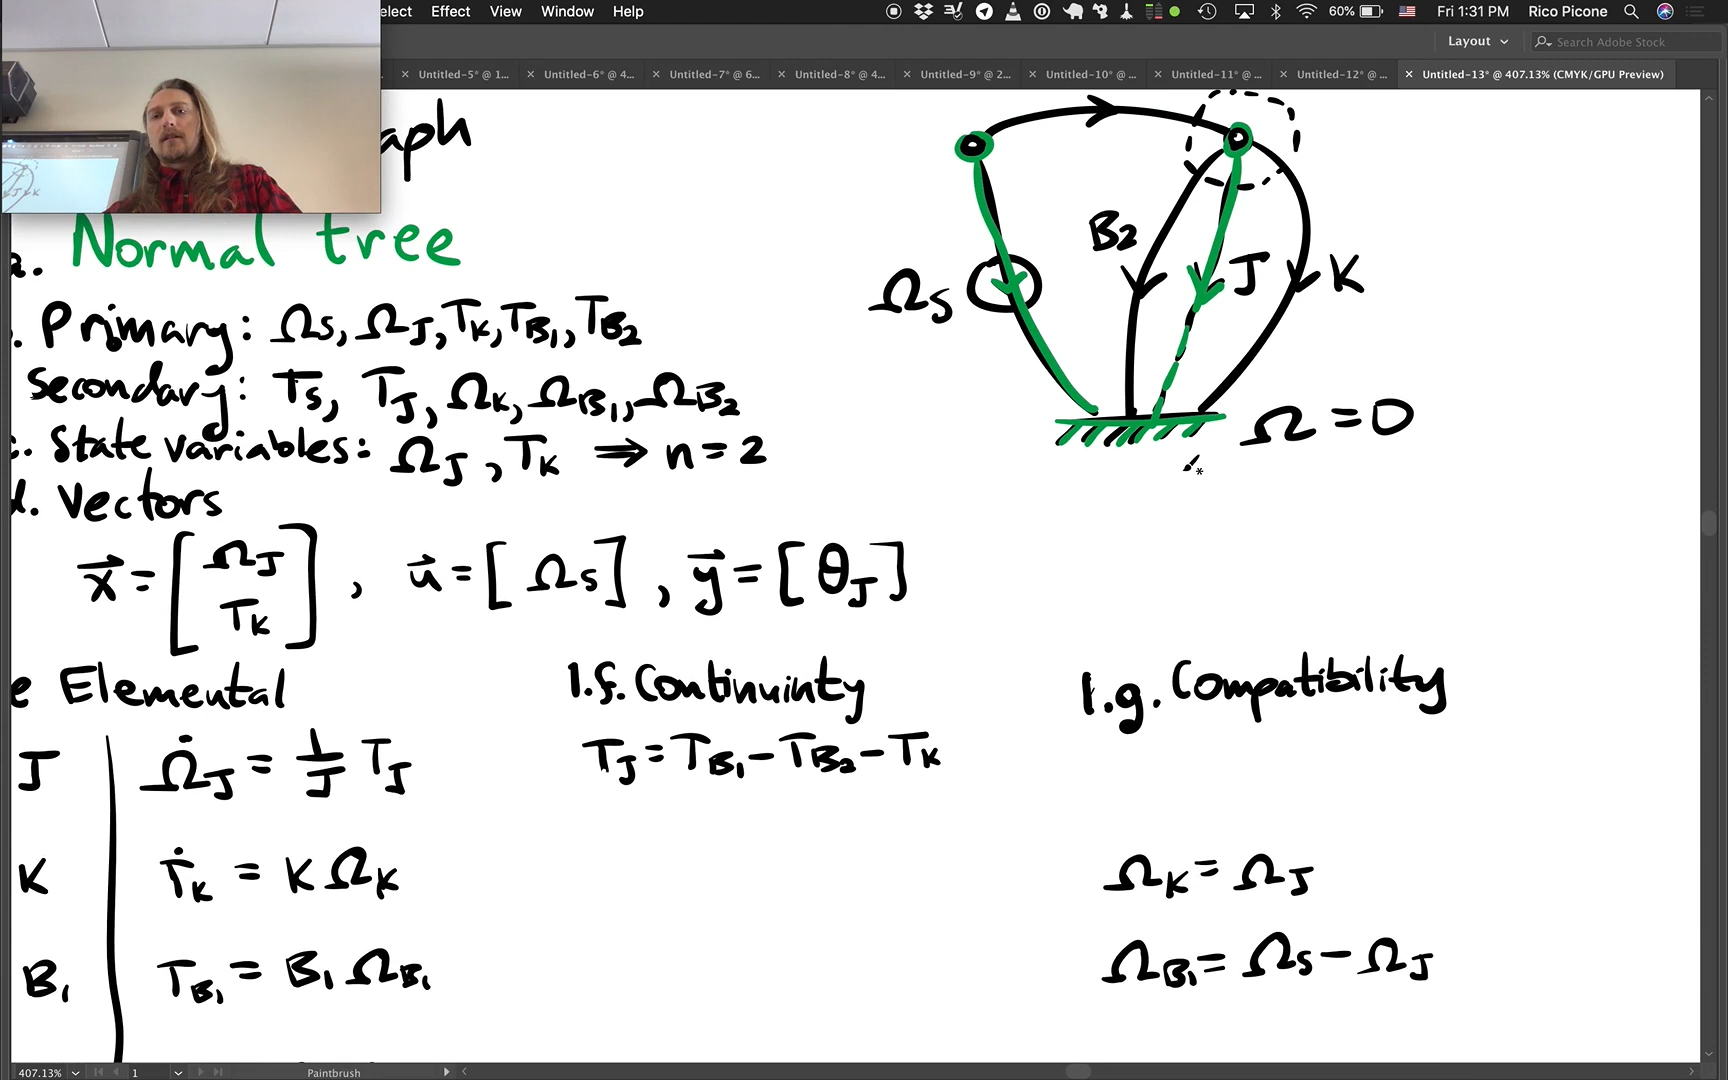 elect Effect View Window Help 60% Fri 1:31 PM Rico Picone
Layout Search Adobe Stock
Untitled-5* @ 1... Untitled-6* @ 4... Untitled-7* @ 6... Untitled-8* @ 4... Untitled-9* @ 2... Untitled-10* @ ... Untitled-11* @ ... Untitled-12* @ ... Untitled-13* @ 407.13% (CMYK/GPU Preview)
aph
a. Normal tree
. Primary: Ωs, ΩJ, TK, TB1, TB2
Secondary: Ts, TJ, ΩK, ΩB1, ΩB2
c. State variables: ΩJ, TK ⇒ n = 2
d. Vectors
x⃗ = [ΩJ TK], u⃗ = [Ωs], y⃗ = [θJ]
B2
J
K
Ωs
Ω = 0
e Elemental
J Ω̇J = 1/J TJ
K ṪK = K ΩK
B1 TB1 = B1 ΩB1
1.f. Continuinty
TJ = TB1 - TB2 - TK
1.g. Compatibility
ΩK = ΩJ
ΩB1 = Ωs - ΩJ
407.13% 1 Paintbrush